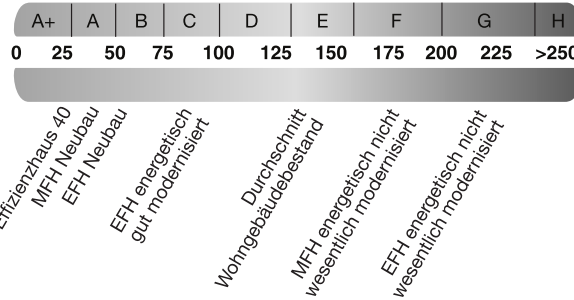 A+ A B C D E F G H
0 25 50 75 100 125 150 175 200 225 >250
Effizienzhaus 40
MFH Neubau
EFH Neubau
EFH energetisch
gut modernisiert
Durchschnitt
Wohngebäudebestand
MFH energetisch nicht
wesentlich modernisiert
EFH energetisch nicht
wesentlich modernisiert